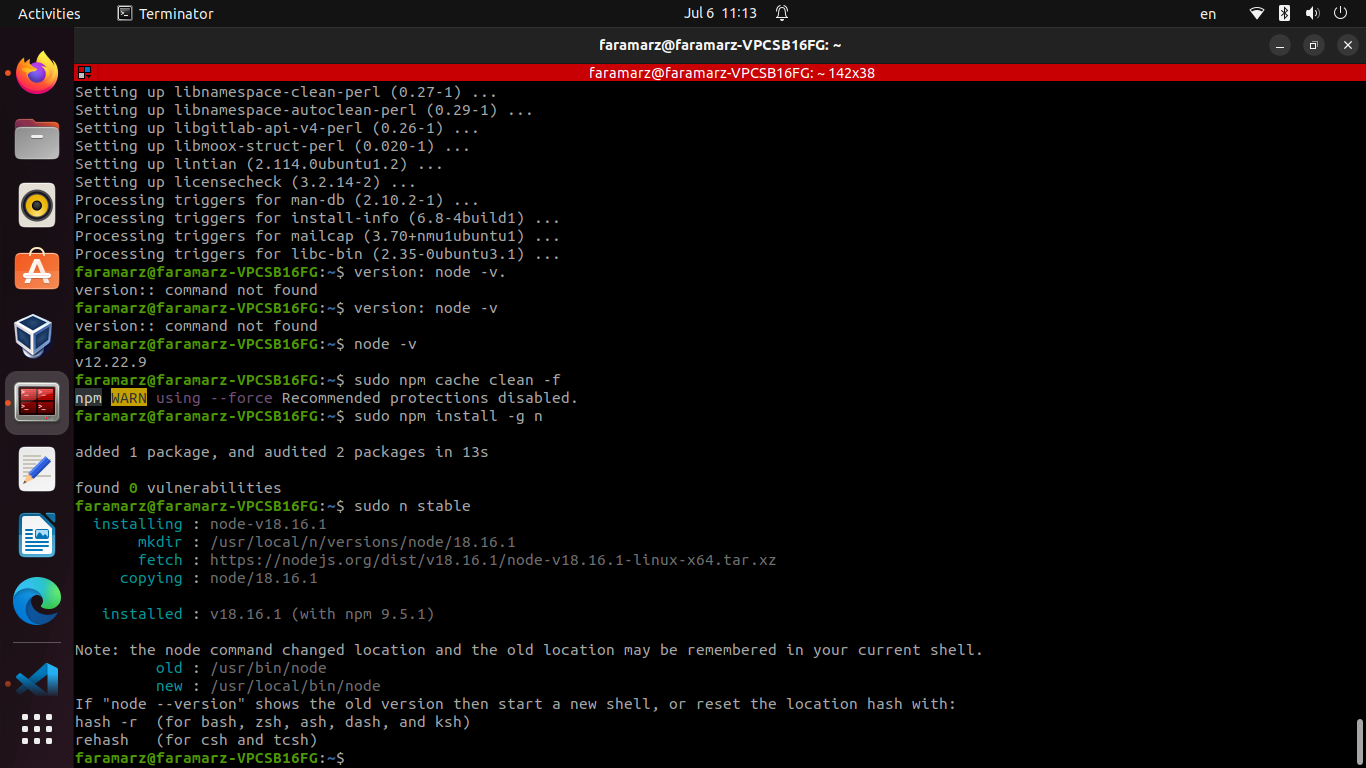 Activities
Terminator
Jul 6 11:13
en
faramarz@faramarz-VPCSB16FG: ~
faramarz@faramarz-VPCSB16FG: ~ 142x38
Setting up libnamespace-clean-perl (0.27-1) ...
Setting up libnamespace-autoclean-perl (0.29-1) ...
Setting up libgitlab-api-v4-perl (0.26-1) ...
Setting up libmoox-struct-perl (0.020-1) ...
Setting up lintian (2.114.0ubuntu1.2) ...
Setting up licensecheck (3.2.14-2) ...
Processing triggers for man-db (2.10.2-1) ...
Processing triggers for install-info (6.8-4build1) ...
Processing triggers for mailcap (3.70+nmu1ubuntu1) ...
Processing triggers for libc-bin (2.35-0ubuntu3.1) ...
faramarz@faramarz-VPCSB16FG:~$ version: node -v.
version:: command not found
faramarz@faramarz-VPCSB16FG:~$ version: node -v
version:: command not found
faramarz@faramarz-VPCSB16FG:~$ node -v
v12.22.9
faramarz@faramarz-VPCSB16FG:~$ sudo npm cache clean -f
npm WARN using --force Recommended protections disabled.
faramarz@faramarz-VPCSB16FG:~$ sudo npm install -g n
added 1 package, and audited 2 packages in 13s
found 0 vulnerabilities
faramarz@faramarz-VPCSB16FG:~$ sudo n stable
installing : node-v18.16.1
mkdir : /usr/local/n/versions/node/18.16.1
fetch : https://nodejs.org/dist/v18.16.1/node-v18.16.1-linux-x64.tar.xz
copying : node/18.16.1
installed : v18.16.1 (with npm 9.5.1)
Note: the node command changed location and the old location may be remembered in your current shell.
old : /usr/bin/node
new : /usr/local/bin/node
If "node --version" shows the old version then start a new shell, or reset the location hash with:
hash -r  (for bash, zsh, ash, dash, and ksh)
rehash   (for csh and tcsh)
faramarz@faramarz-VPCSB16FG:~$